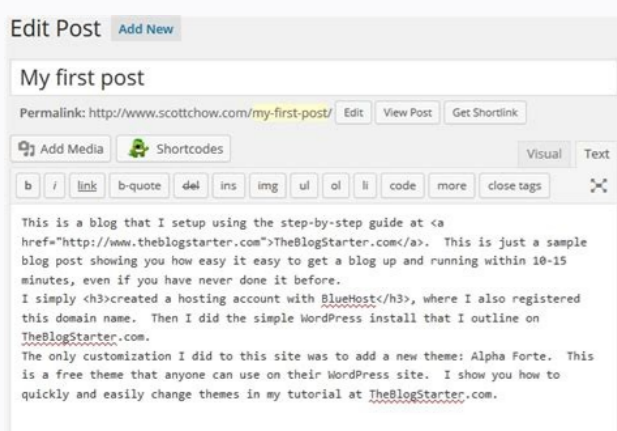 Edit Post Add New
My first post
Permalink: http://www.scottchow.com/my-first-post/ Edit View Post Get Shortlink
Add Media Shortcodes Visual Text
b i link b-quote del ins img ul ol li code more close tags
This is a blog that I setup using the step-by-step guide at <a
href="http://www.theblogstarter.com">TheBlogStarter.com</a>. This is just a sample
blog post showing you how easy it easy to get a blog up and running within 10-15
minutes, even if you have never done it before.
I simply <h3>created a hosting account with BlueHost</h3>, where I also registered
this domain name. Then I did the simple WordPress install that I outline on
TheBlogStarter.com.
The only customization I did to this site was to add a new theme: Alpha Forte. This
is a free theme that anyone can use on their WordPress site. I show you how to
quickly and easily change themes in my tutorial at TheBlogStarter.com.